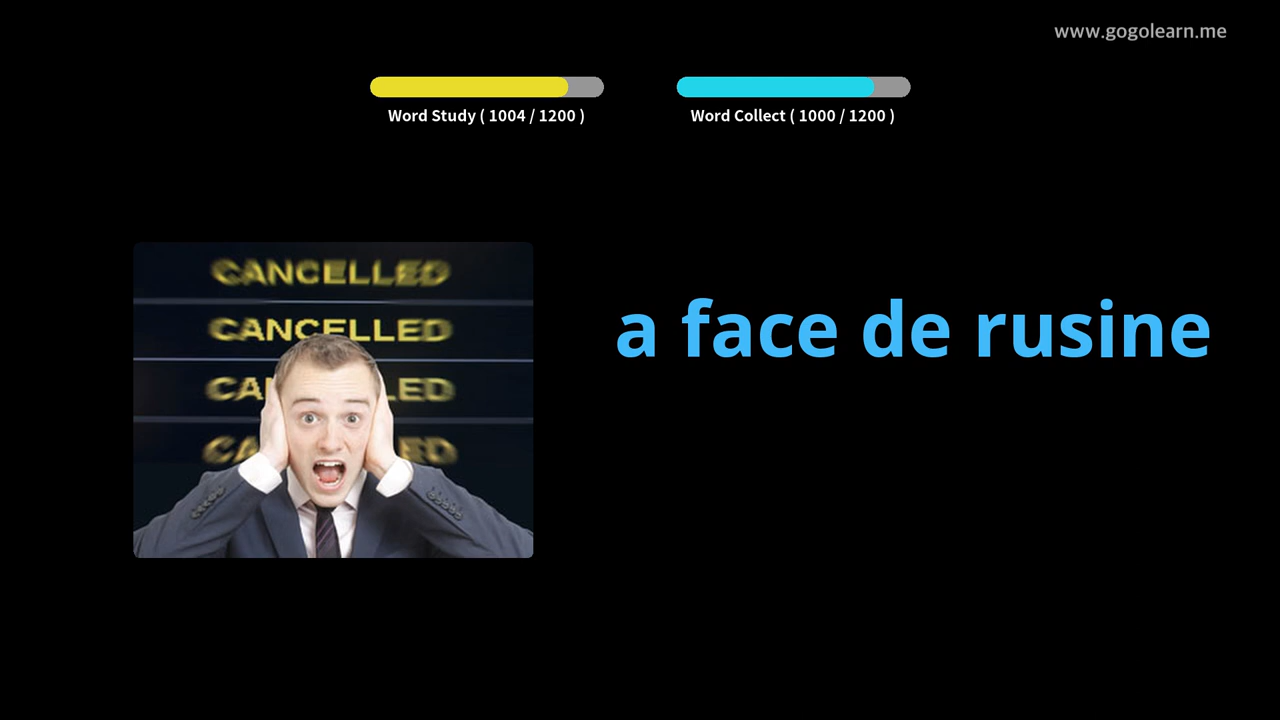 www.gogolearn.me
Word Study ( 1004 / 1200 )
Word Collect ( 1000 / 1200 )
CANCELLED
CANCELLED
a face de rusine